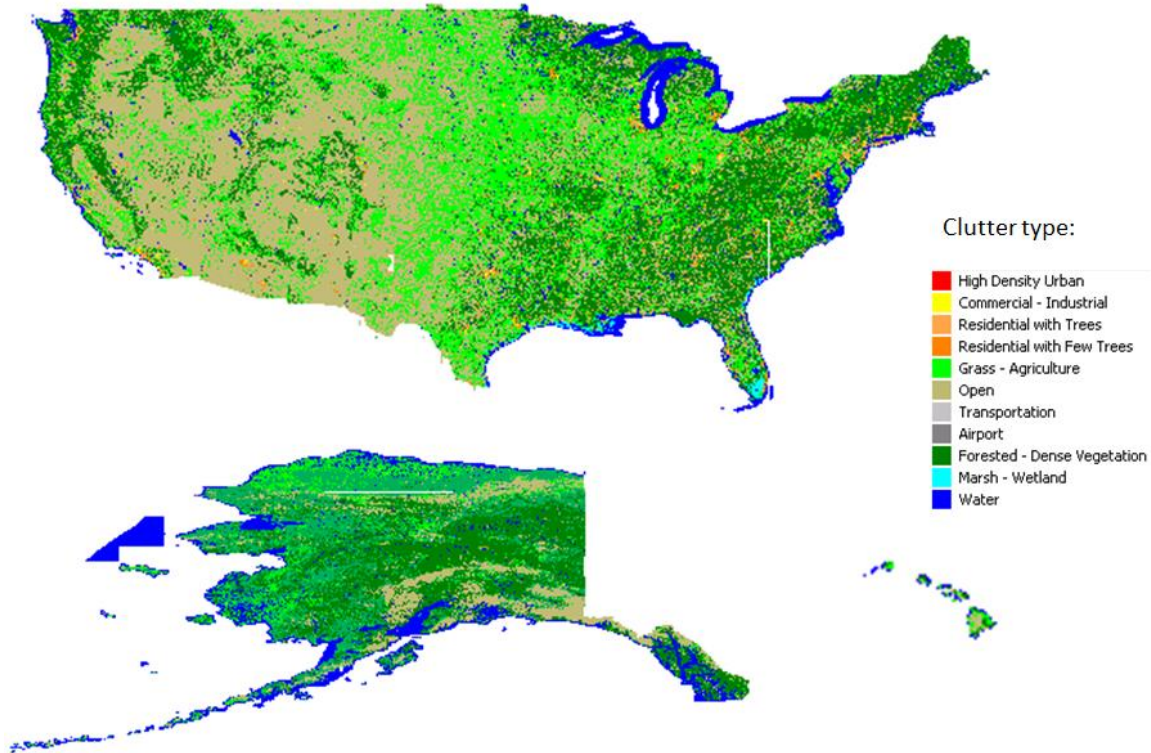 Clutter type:
High Density Urban
Commercial - Industrial
Residential with Trees
Residential with Few Trees
Grass - Agriculture
Open
Transportation
Airport
Forested - Dense Vegetation
Marsh - Wetland
Water